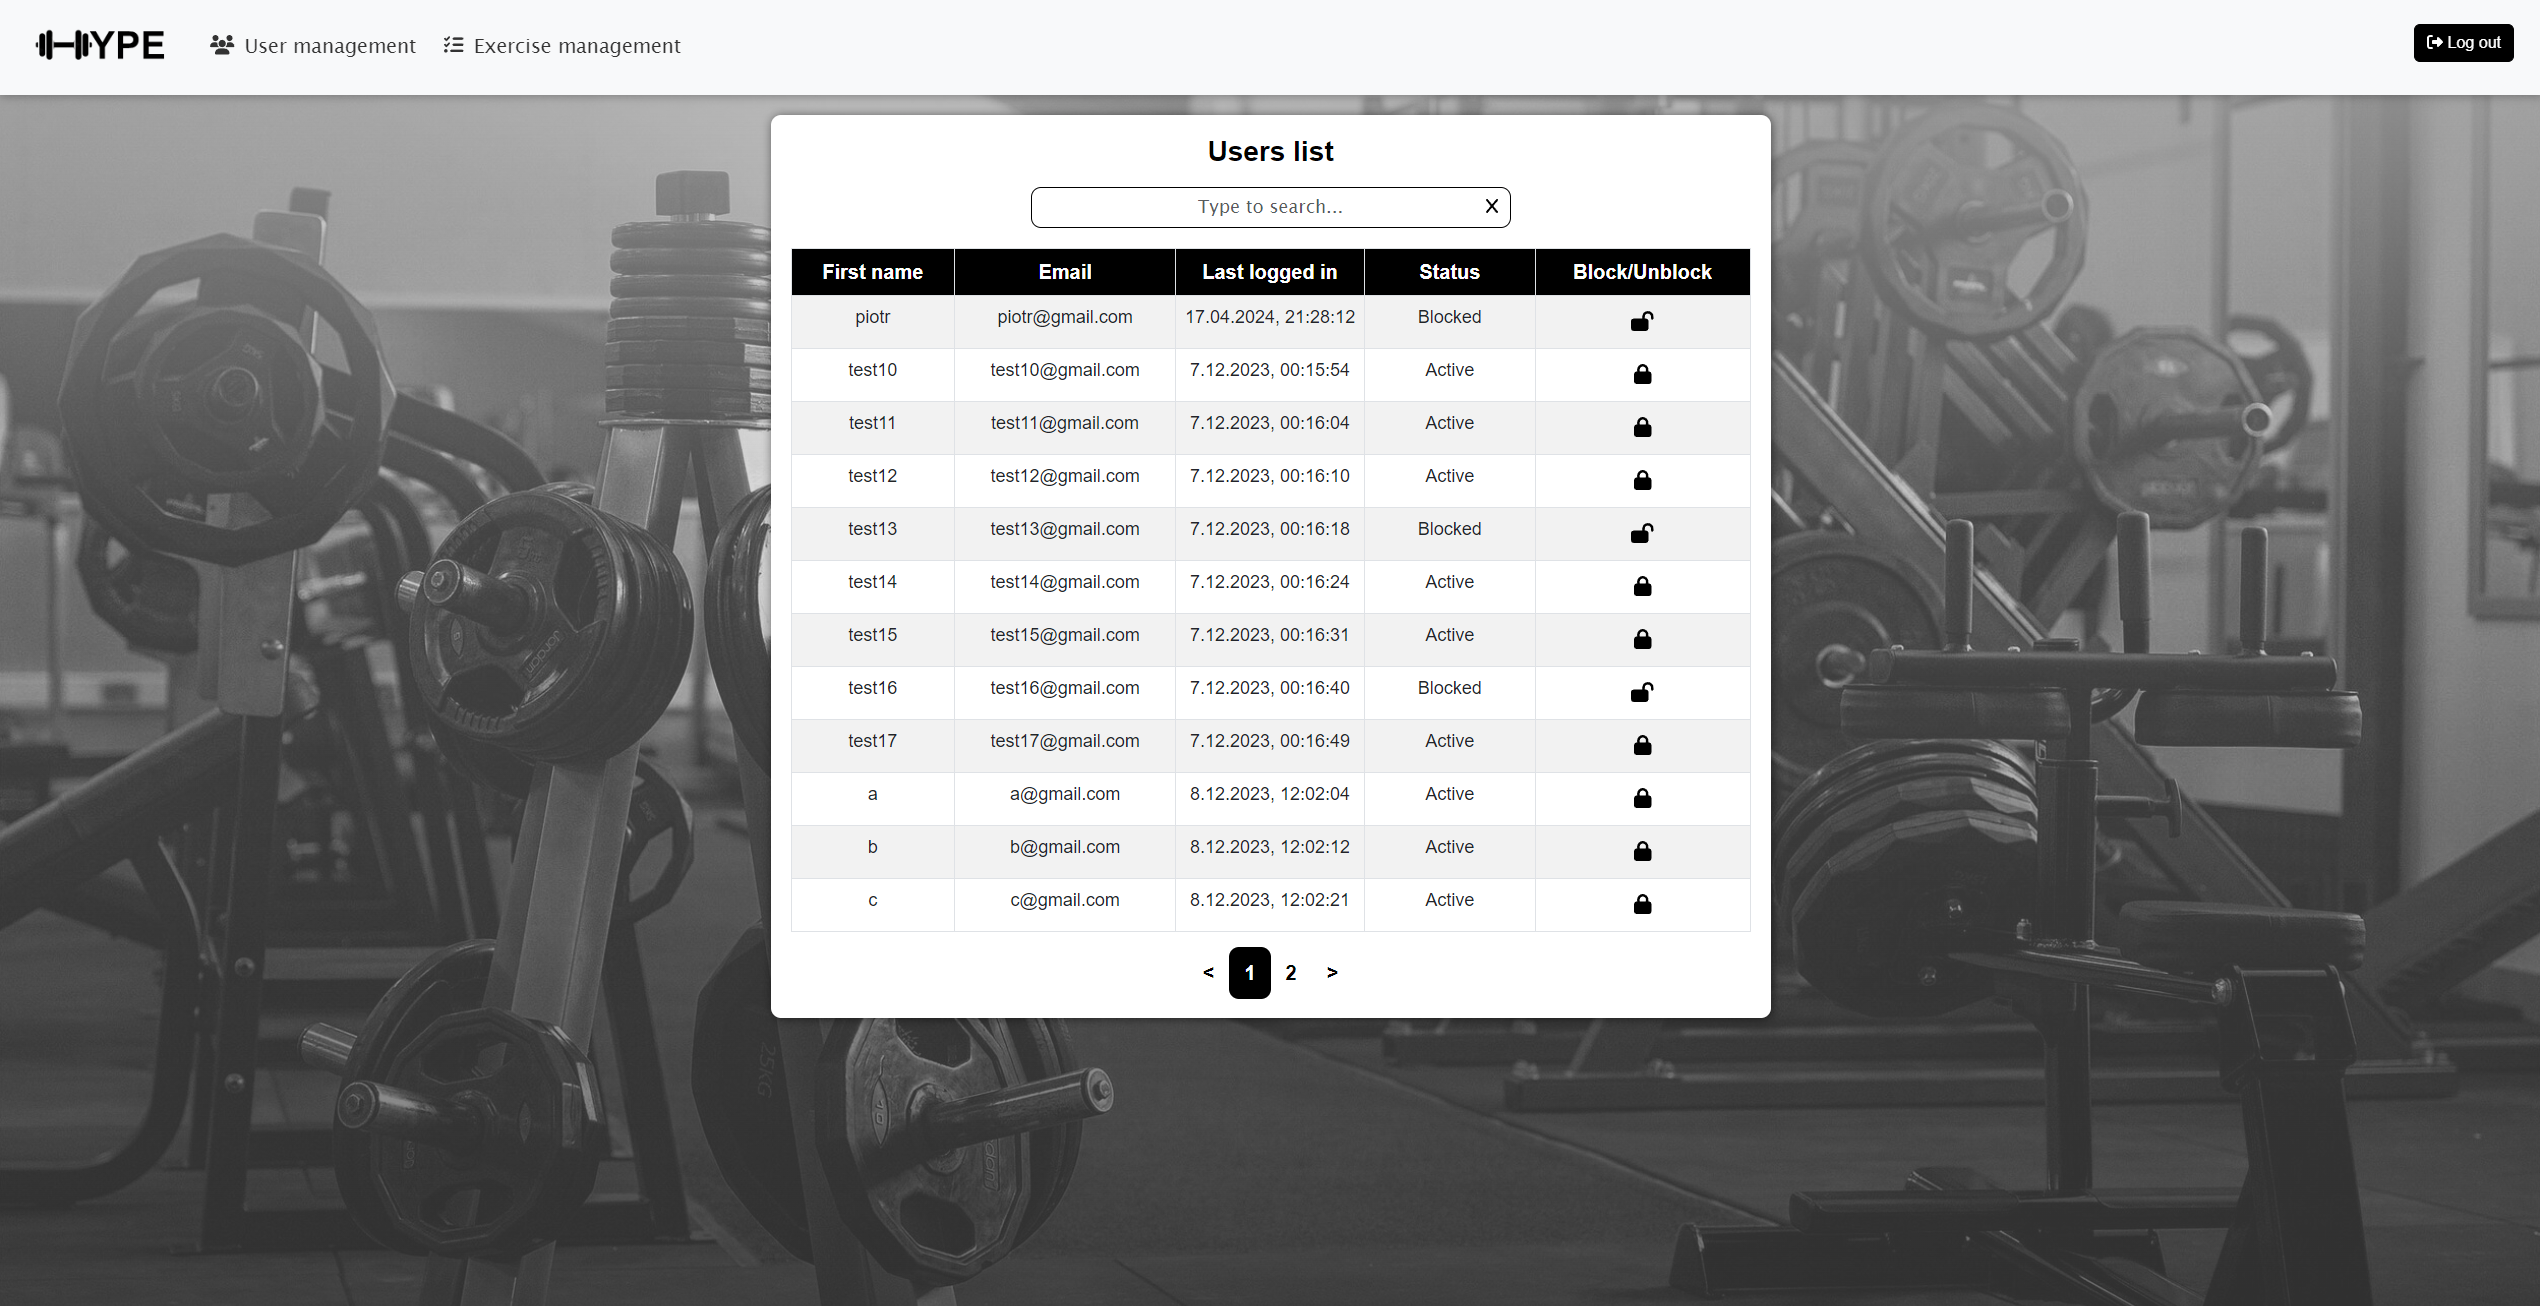 HYPE User management Exercise management Log out
Users list
Type to search... X
First name Email Last logged in Status Block/Unblock
piotr piotr@gmail.com 17.04.2024, 21:28:12 Blocked
test10 test10@gmail.com 7.12.2023, 00:15:54 Active
test11 test11@gmail.com 7.12.2023, 00:16:04 Active
test12 test12@gmail.com 7.12.2023, 00:16:10 Active
test13 test13@gmail.com 7.12.2023, 00:16:18 Blocked
test14 test14@gmail.com 7.12.2023, 00:16:24 Active
test15 test15@gmail.com 7.12.2023, 00:16:31 Active
test16 test16@gmail.com 7.12.2023, 00:16:40 Blocked
test17 test17@gmail.com 7.12.2023, 00:16:49 Active
a a@gmail.com 8.12.2023, 12:02:04 Active
b b@gmail.com 8.12.2023, 12:02:12 Active
c c@gmail.com 8.12.2023, 12:02:21 Active
< 1 2 >
Jordan
25KG